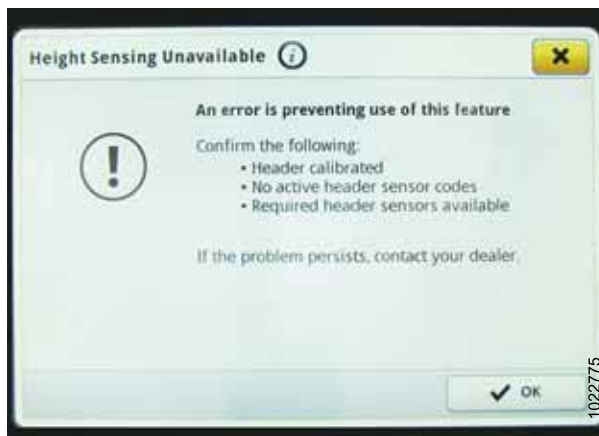 Height Sensing Unavailable i
An error is preventing use of this feature
Confirm the following:
• Header calibrated
• No active header sensor codes
• Required header sensors available
If the problem persists, contact your dealer.
OK
1022775